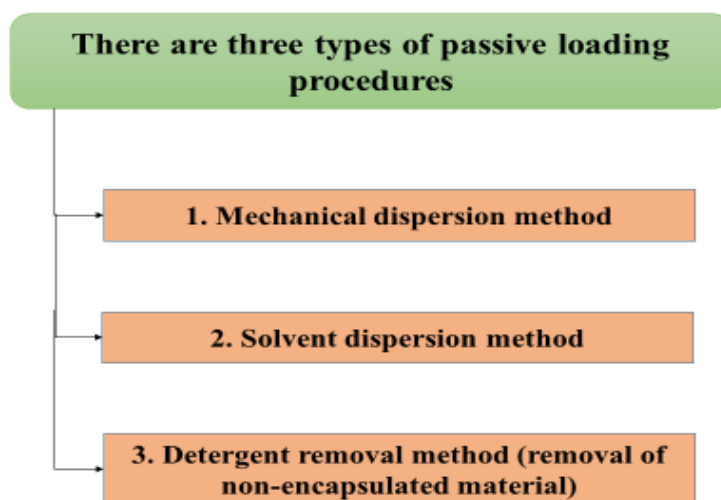 There are three types of passive loading
procedures
1. Mechanical dispersion method
2. Solvent dispersion method
3. Detergent removal method (removal of
non-encapsulated material)